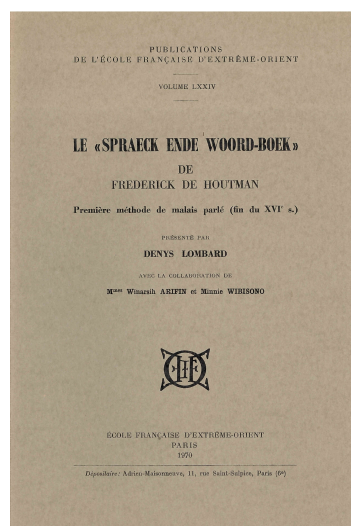 PUBLICATIONS
DE L'ÉCOLE FRANÇAISE D'EXTRÊME-ORIENT
VOLUME LXXIV
LE «SPRAECK ENDE WOORD-BOEK»
DE
FREDERICK DE HOUTMAN
Première méthode de malais parlé (fin du XVIᵉ s.)
PRÉSENTÉ PAR
DENYS LOMBARD
AVEC LA COLLABORATION DE
Mᵐᵉˢ Winarsih ARIFIN et Minnie WIBISONO
ÉCOLE FRANÇAISE D'EXTRÊME-ORIENT
PARIS
1970
Dépositaire: Adrien-Maisonneuve, 11, rue Saint-Sulpice, Paris (6ᵉ)